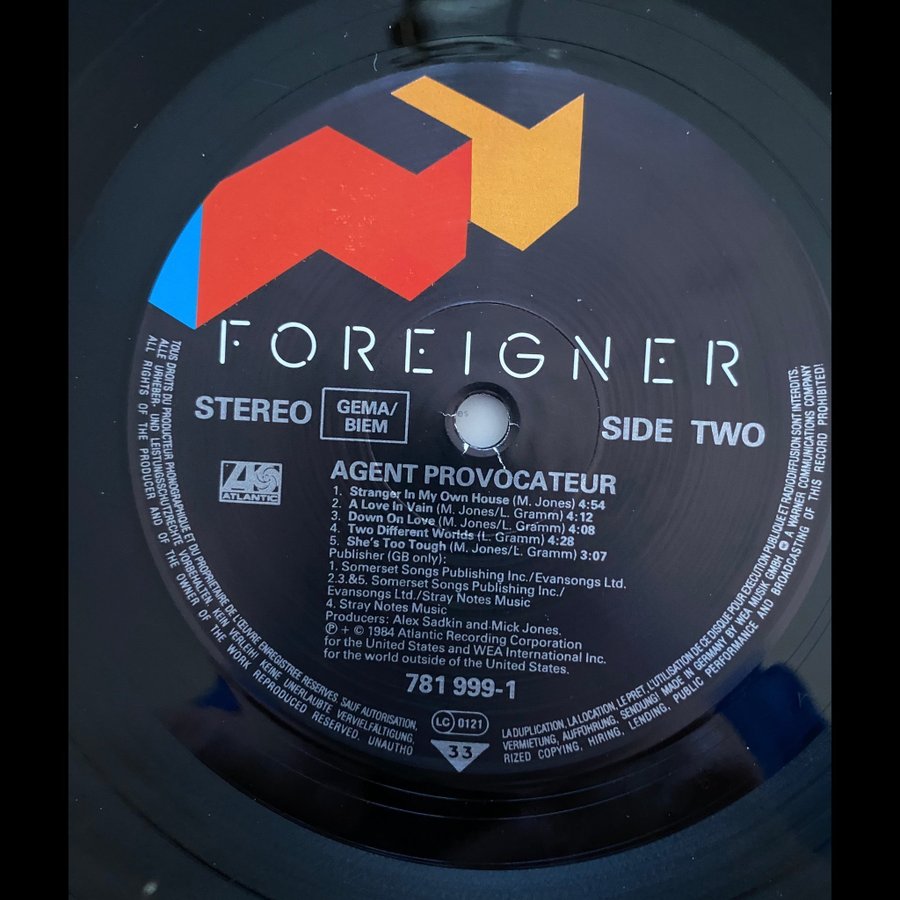 FOREIGNER
STEREO
GEMA/
BIEM
SIDE TWO
ATLANTIC
AGENT PROVOCATEUR
1. Stranger In My Own House (M. Jones) 4:54
2. A Love In Vain (M. Jones/L. Gramm) 4:12
3. Down On Love (M. Jones/L. Gramm) 4:08
4. Two Different Worlds (L. Gramm) 4:28
5. She's Too Tough (M. Jones/L. Gramm) 3:07
Publisher (GB only):
1. Somerset Songs Publishing Inc./Evansongs Ltd.
2.3.&5. Somerset Songs Publishing Inc./
Evansongs Ltd./Stray Notes Music
4. Stray Notes Music
Producers: Alex Sadkin and Mick Jones.
℗ + © 1984 Atlantic Recording Corporation
for the United States and WEA International Inc.
for the world outside of the United States.
781 999-1
LC 0121
33
TOUS DROITS DU PRODUCTEUR PHONOGRAPHIQUE ET DU PROPRIETAIRE DE L'ŒUVRE ENREGISTREE RESERVES. SAUF AUTORISATION,
LA DUPLICATION, LA LOCATION, LE PRET, L'UTILISATION DE CE DISQUE POUR EXECUTION PUBLIQUE ET RADIODIFFUSION SONT INTERDITS.
ALLE URHEBER- UND LEISTUNGSSCHUTZRECHTE VORBEHALTEN. KEIN VERLEIH! KEINE UNERLAUBTE VERVIELFÄLTIGUNG,
VERMIETUNG, AUFFÜHRUNG, SENDUNG! MADE IN GERMANY BY WEA MUSIK GMBH A WARNER COMMUNICATIONS COMPANY
ALL RIGHTS OF THE PRODUCER AND OF THE OWNER OF THE WORK REPRODUCED RESERVED. UNAUTHO
RIZED COPYING, HIRING, LENDING, PUBLIC PERFORMANCE AND BROADCASTING OF THIS RECORD PROHIBITED!